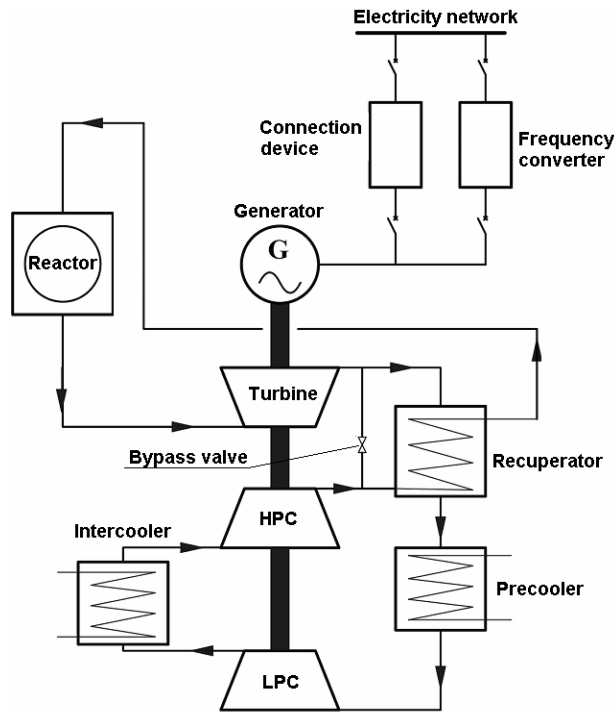 Electricity network
Connection
device
Frequency
converter
Generator
G
Reactor
Turbine
Bypass valve
Recuperator
HPC
Intercooler
Precooler
LPC